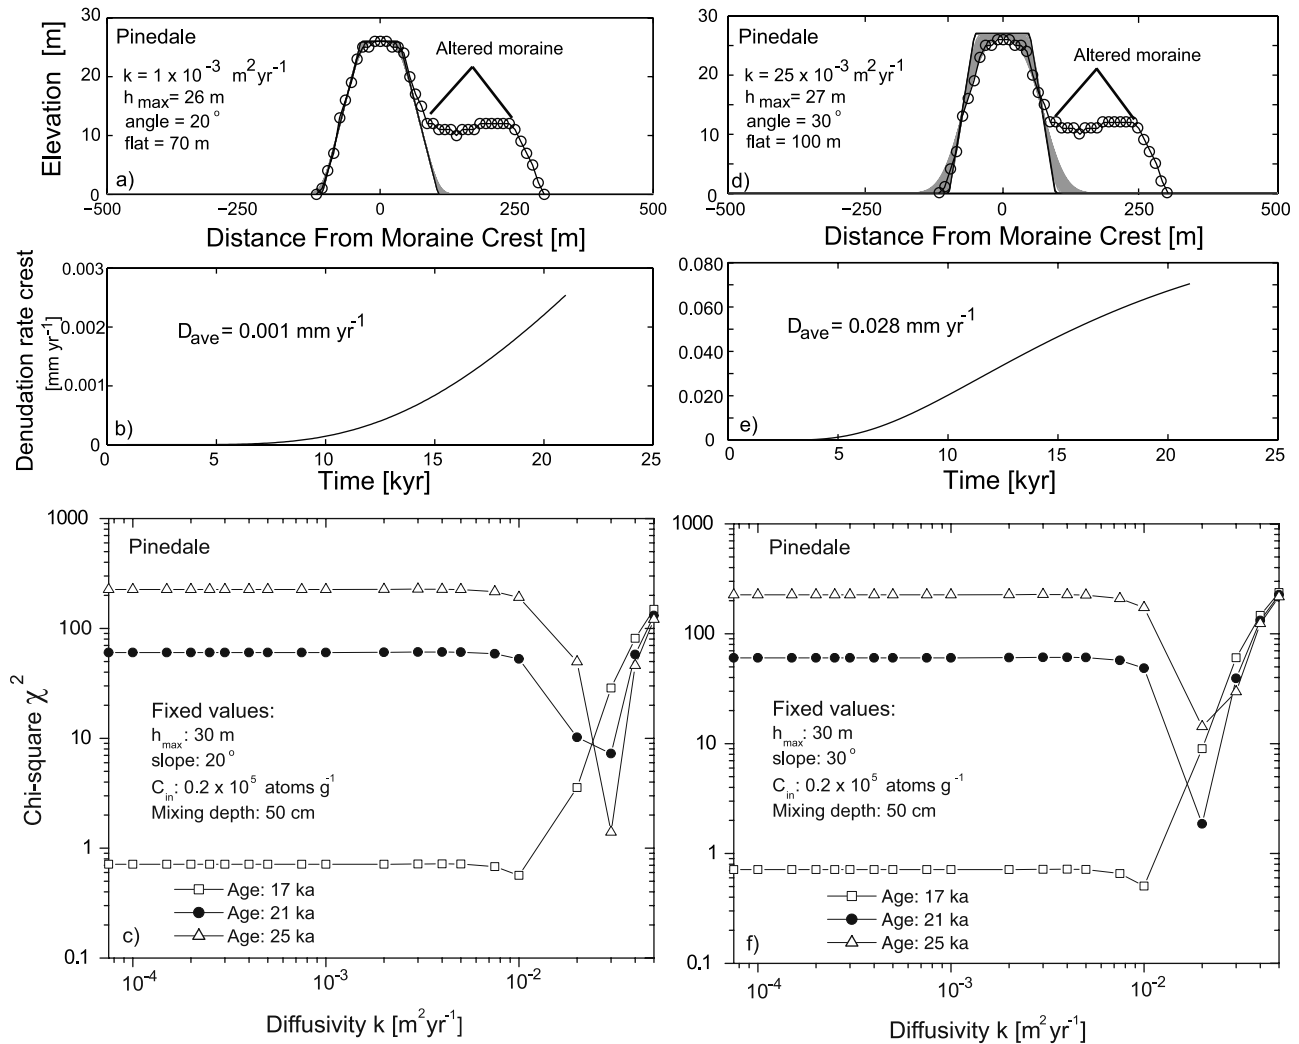 Elevation [m]
30
20
10
0
Pinedale
k = 1 x 10⁻³ m²yr⁻¹
h max = 26 m
angle = 20°
flat = 70 m
a)
Altered moraine
−500
−250
0
250
500
Distance From Moraine Crest [m]
30
20
10
0
Pinedale
k = 25 x 10⁻³ m²yr⁻¹
h max = 27 m
angle = 30°
flat = 100 m
d)
Altered moraine
−500
−250
0
250
500
Distance From Moraine Crest [m]
Denudation rate crest
[mm yr⁻¹]
0.003
0.002
0.001
0
D ave = 0.001 mm yr⁻¹
b)
0
5
10
15
20
25
Time [kyr]
0.080
0.060
0.040
0.020
0
D ave = 0.028 mm yr⁻¹
e)
0
5
10
15
20
25
Time [kyr]
Chi-square χ²
1000
100
10
1
0.1
Pinedale
Fixed values:
h max: 30 m
slope: 20°
C in: 0.2 x 10⁵ atoms g⁻¹
Mixing depth: 50 cm
Age: 17 ka
Age: 21 ka
Age: 25 ka
c)
10⁻⁴
10⁻³
10⁻²
Diffusivity k [m²yr⁻¹]
1000
100
10
1
0.1
Pinedale
Fixed values:
h max: 30 m
slope: 30°
C in: 0.2 x 10⁵ atoms g⁻¹
Mixing depth: 50 cm
Age: 17 ka
Age: 21 ka
Age: 25 ka
f)
10⁻⁴
10⁻³
10⁻²
Diffusivity k [m²yr⁻¹]